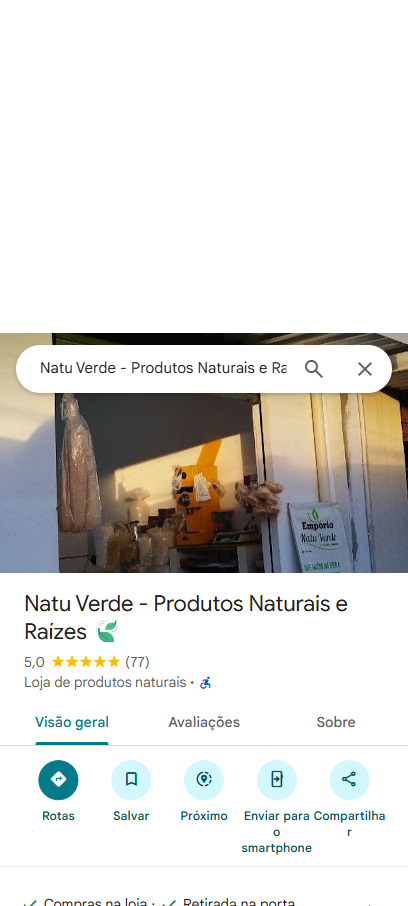 Natu Verde - Produtos Naturais e Ra
Empório
Natu Verde
Natu Verde - Produtos Naturais e
Raízes
5,0 (77)
Loja de produtos naturais ·
Visão geral Avaliações Sobre
Rotas Salvar Próximo Enviar para Compartilha
o r
smartphone
Compras na loja · Retirada na porta